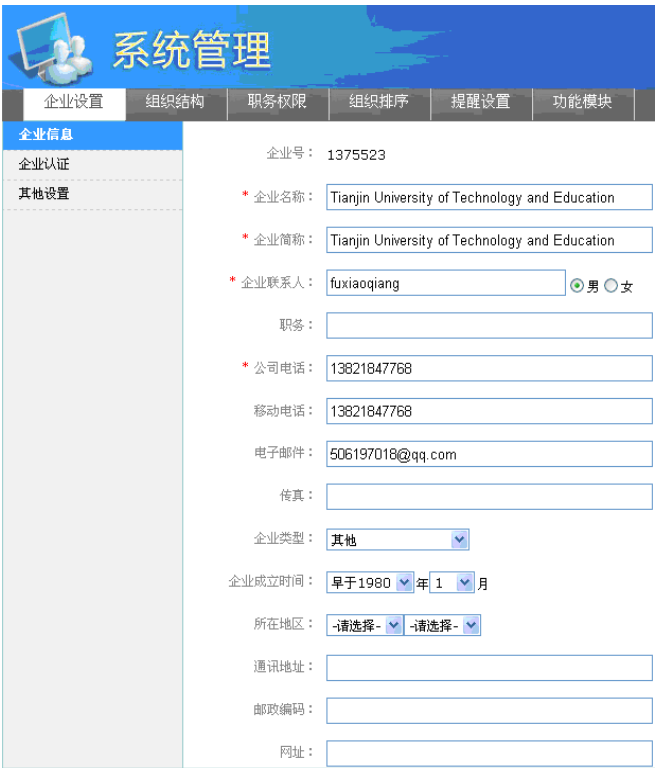 系统管理
企业设置 组织结构 职务权限 组织排序 提醒设置 功能模块
企业信息
企业认证
其他设置
企业号： 1375523
* 企业名称： Tianjin University of Technology and Education
* 企业简称： Tianjin University of Technology and Education
* 企业联系人： fuxiaoqiang 男 女
职务：
* 公司电话： 13821847768
移动电话： 13821847768
电子邮件： 506197018@qq.com
传真：
企业类型： 其他
企业成立时间： 早于1980 年 1 月
所在地区： -请选择- -请选择-
通讯地址：
邮政编码：
网址：